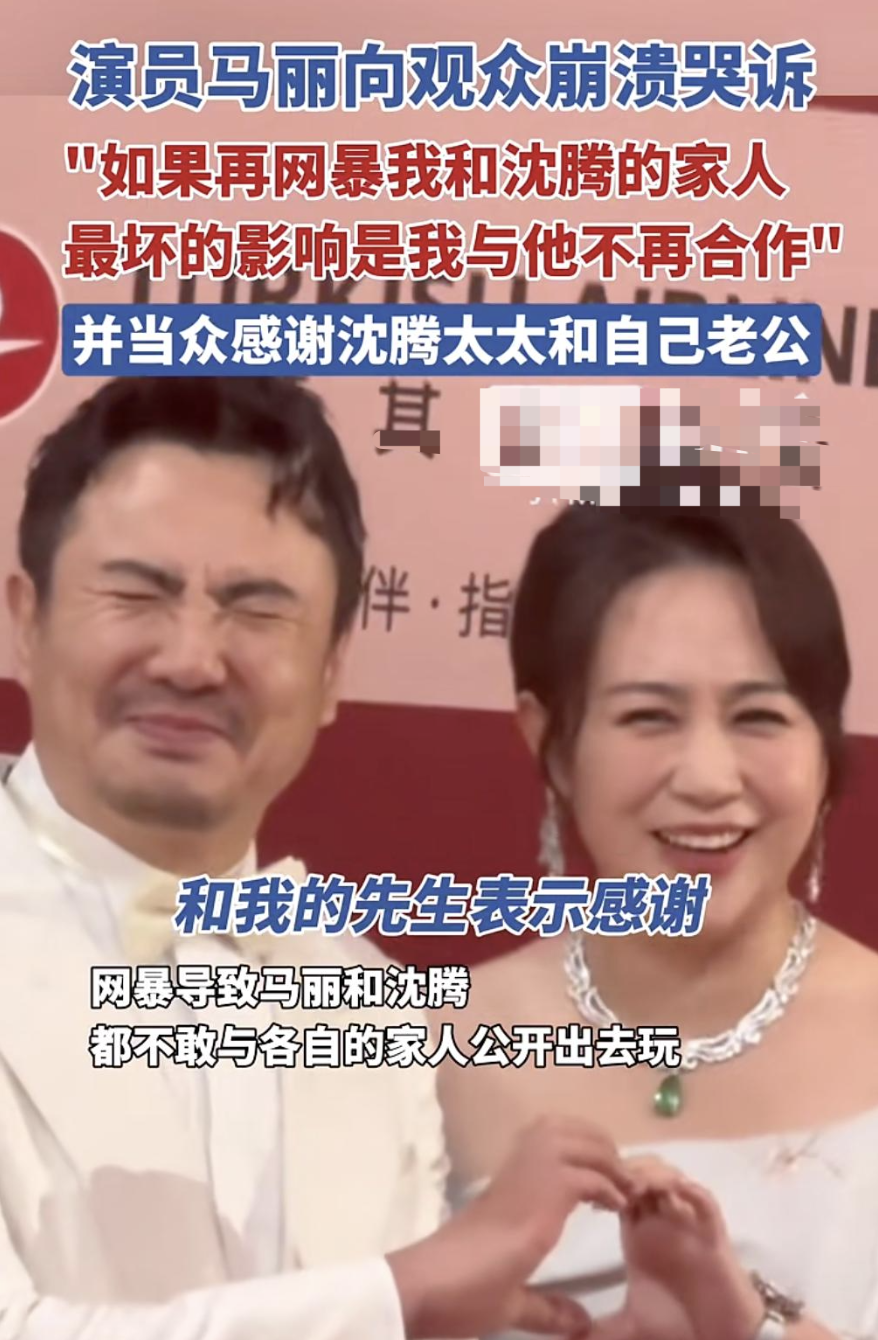 演员马丽向观众崩溃哭诉
"如果再网暴我和沈腾的家人
最坏的影响是我与他不再合作"
并当众感谢沈腾太太和自己老公
其
伴·指
和我的先生表示感谢
网暴导致马丽和沈腾
都不敢与各自的家人公开出去玩